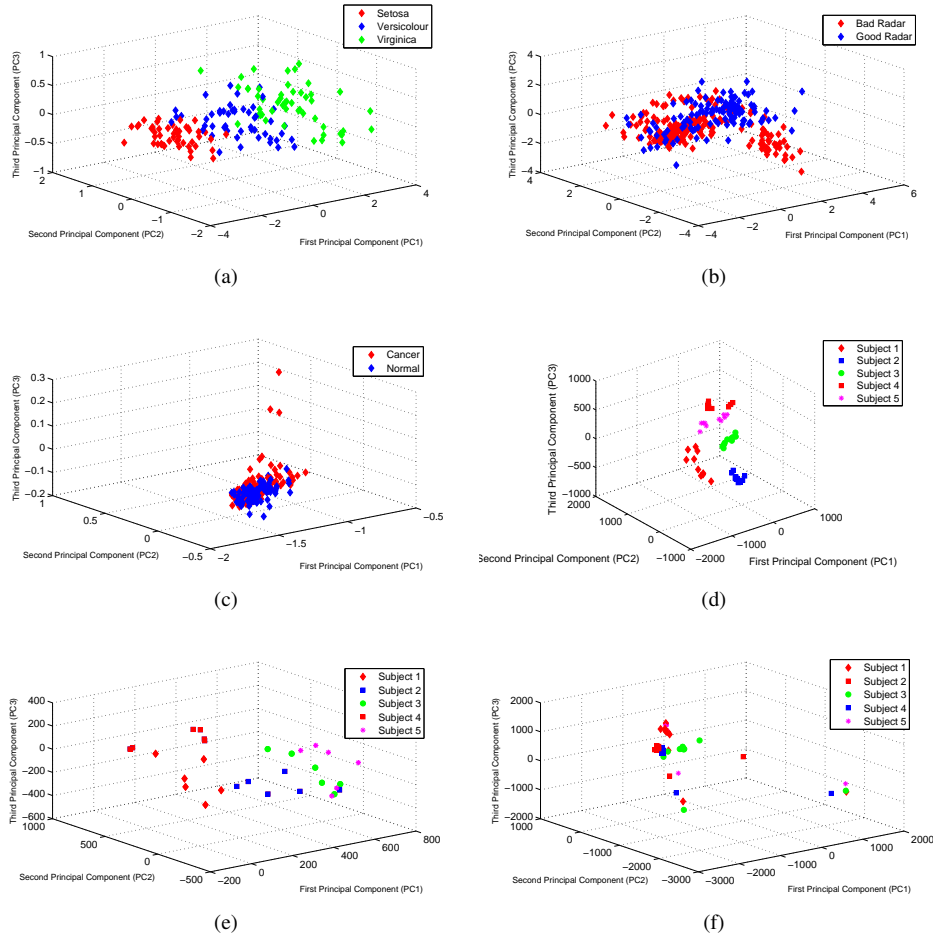 Setosa
Versicolour
Virginica
1
0.5
0
−0.5
−1
2
1
0
−1
−2
−4
−2
0
2
4
Third Principal Component (PC3)
Second Principal Component (PC2)
First Principal Component (PC1)
(a)
Bad Radar
Good Radar
4
2
0
−2
−4
4
2
0
−2
−4
−4
−2
0
2
4
6
Third Principal Component (PC3)
Second Principal Component (PC2)
First Principal Component (PC1)
(b)
Cancer
Normal
0.3
0.2
0.1
0
−0.1
−0.2
1
0.5
0
−0.5
−2
−1.5
−1
−0.5
Third Principal Component (PC3)
Second Principal Component (PC2)
First Principal Component (PC1)
(c)
Subject 1
Subject 2
Subject 3
Subject 4
Subject 5
1000
500
0
−500
−1000
2000
1000
0
−1000
−2000
−1000
0
1000
Third Principal Component (PC3)
Second Principal Component (PC2)
First Principal Component (PC1)
(d)
Subject 1
Subject 2
Subject 3
Subject 4
Subject 5
400
200
0
−200
−400
−600
1000
500
0
−500
−200
0
200
400
600
800
Third Principal Component (PC3)
Second Principal Component (PC2)
First Principal Component (PC1)
(e)
Subject 1
Subject 2
Subject 3
Subject 4
Subject 5
2000
1000
0
−1000
−2000
1000
0
−1000
−2000
−3000
−3000
−2000
−1000
0
1000
2000
Third Principal Component (PC3)
Second Principal Component (PC2)
First Principal Component (PC1)
(f)